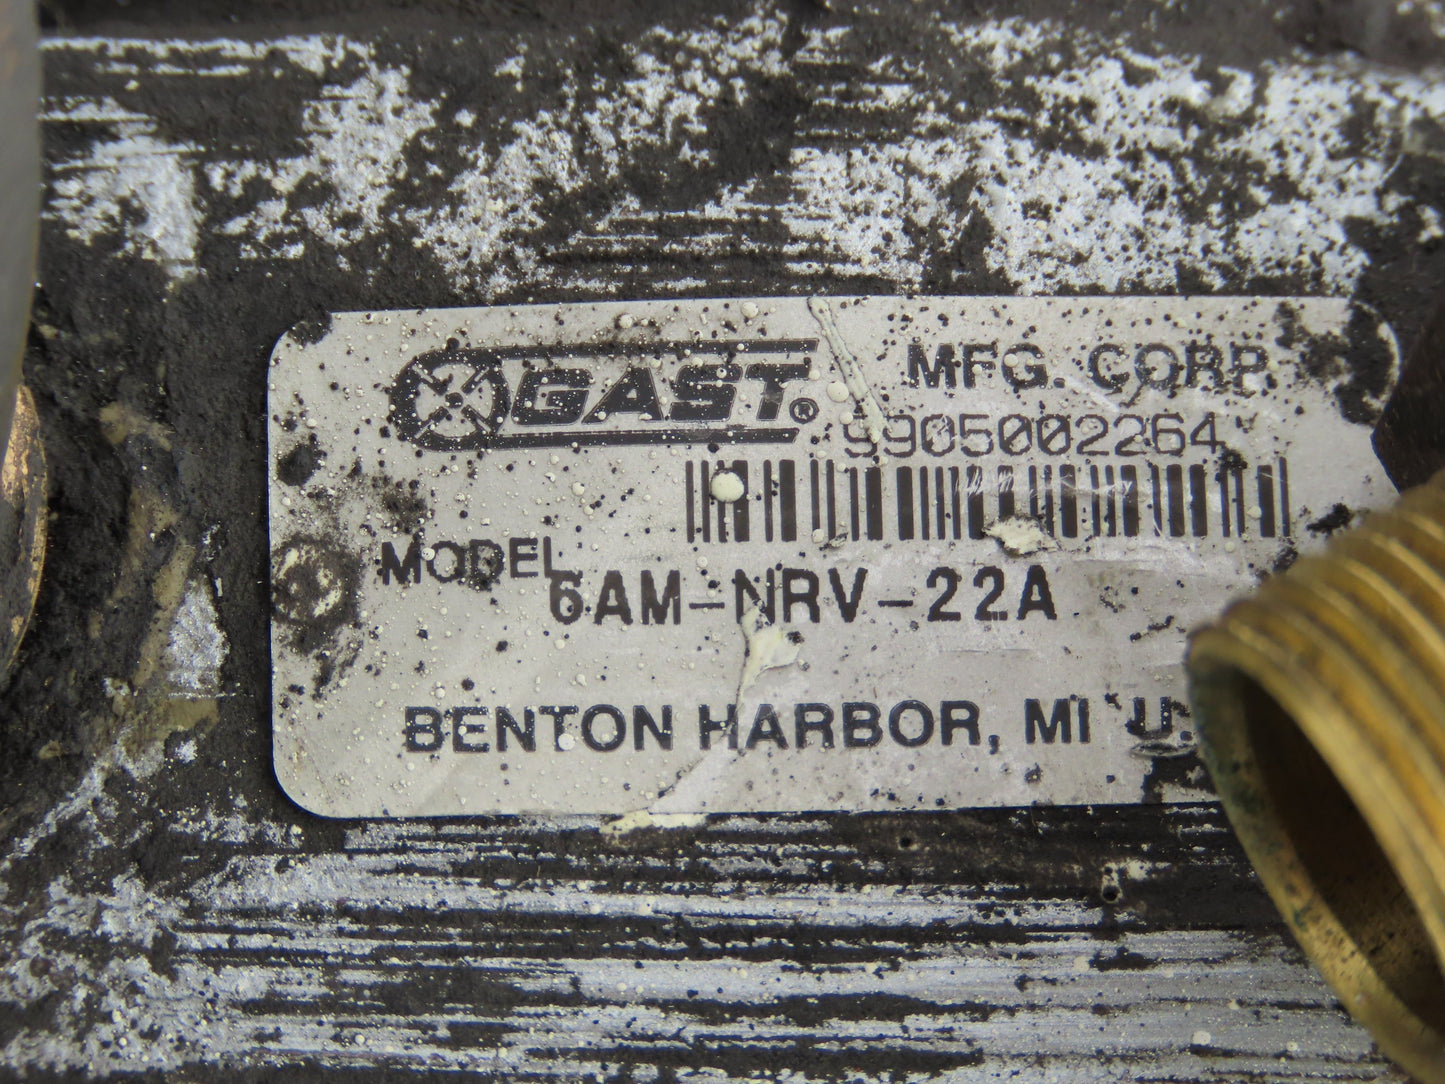 GAST® MFG. CORP.
9905002264
MODEL
6AM-NRV-22A
BENTON HARBOR, MI U.